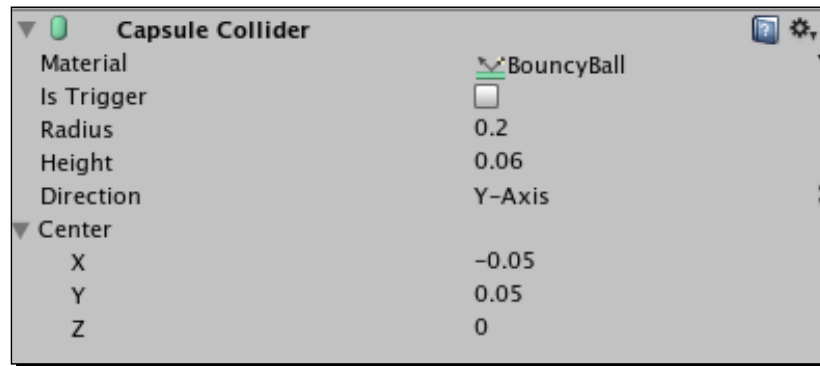 Capsule Collider
Material BouncyBall
Is Trigger
Radius 0.2
Height 0.06
Direction Y-Axis
Center
X -0.05
Y 0.05
Z 0